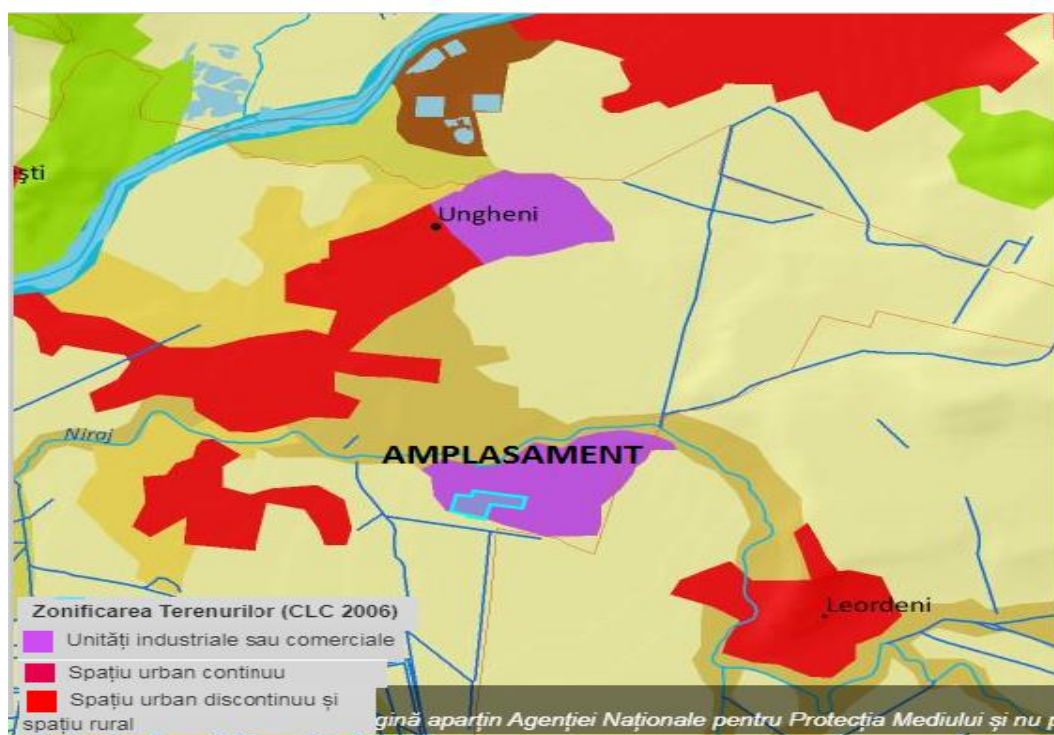 ești
Ungheni
Niraj
AMPLASAMENT
Leordeni
Zonificarea Terenurilor (CLC 2006)
Unități industriale sau comerciale
Spațiu urban continuu
Spațiu urban discontinuu și
spațiu rural
gină aparțin Agenției Naționale pentru Protecția Mediului și nu p